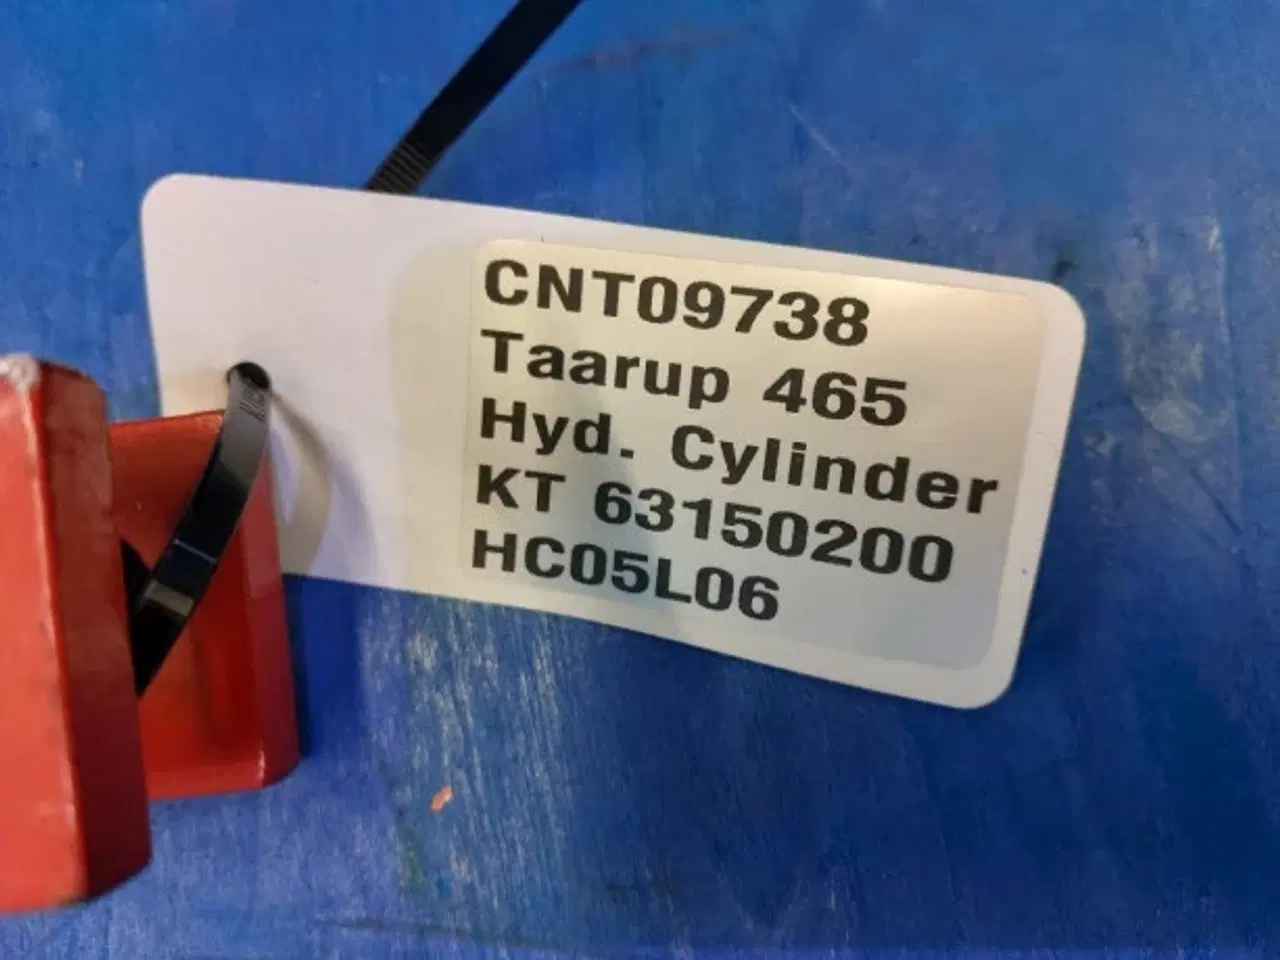 CNT09738
Taarup 465
Hyd. Cylinder
KT 63150200
HC05L06